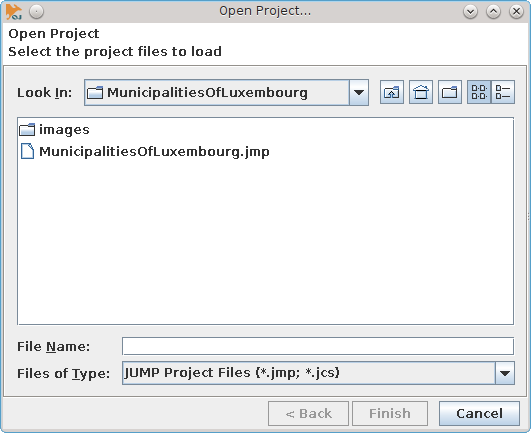 Open Project...
Open Project
Select the project files to load
Look In: MunicipalitiesOfLuxembourg
images
MunicipalitiesOfLuxembourg.jmp
File Name:
Files of Type: JUMP Project Files (*.jmp; *.jcs)
< Back Finish Cancel